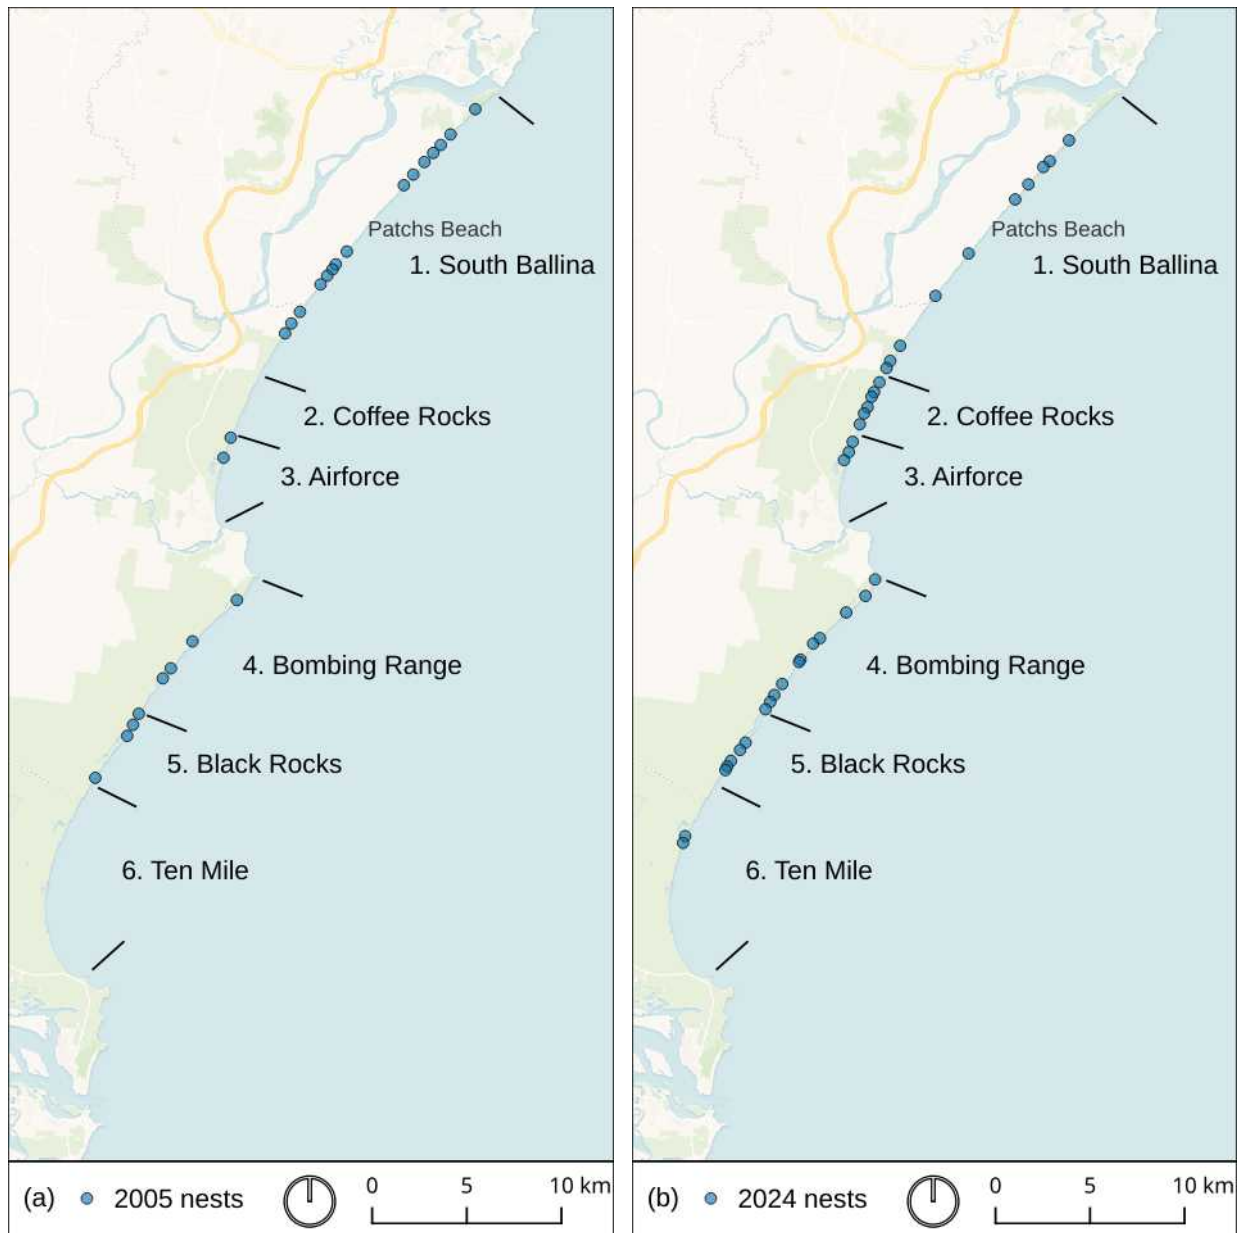 Patchs Beach
1. South Ballina
2. Coffee Rocks
3. Airforce
4. Bombing Range
5. Black Rocks
6. Ten Mile
(a) 2005 nests 0 5 10 km
Patchs Beach
1. South Ballina
2. Coffee Rocks
3. Airforce
4. Bombing Range
5. Black Rocks
6. Ten Mile
(b) 2024 nests 0 5 10 km